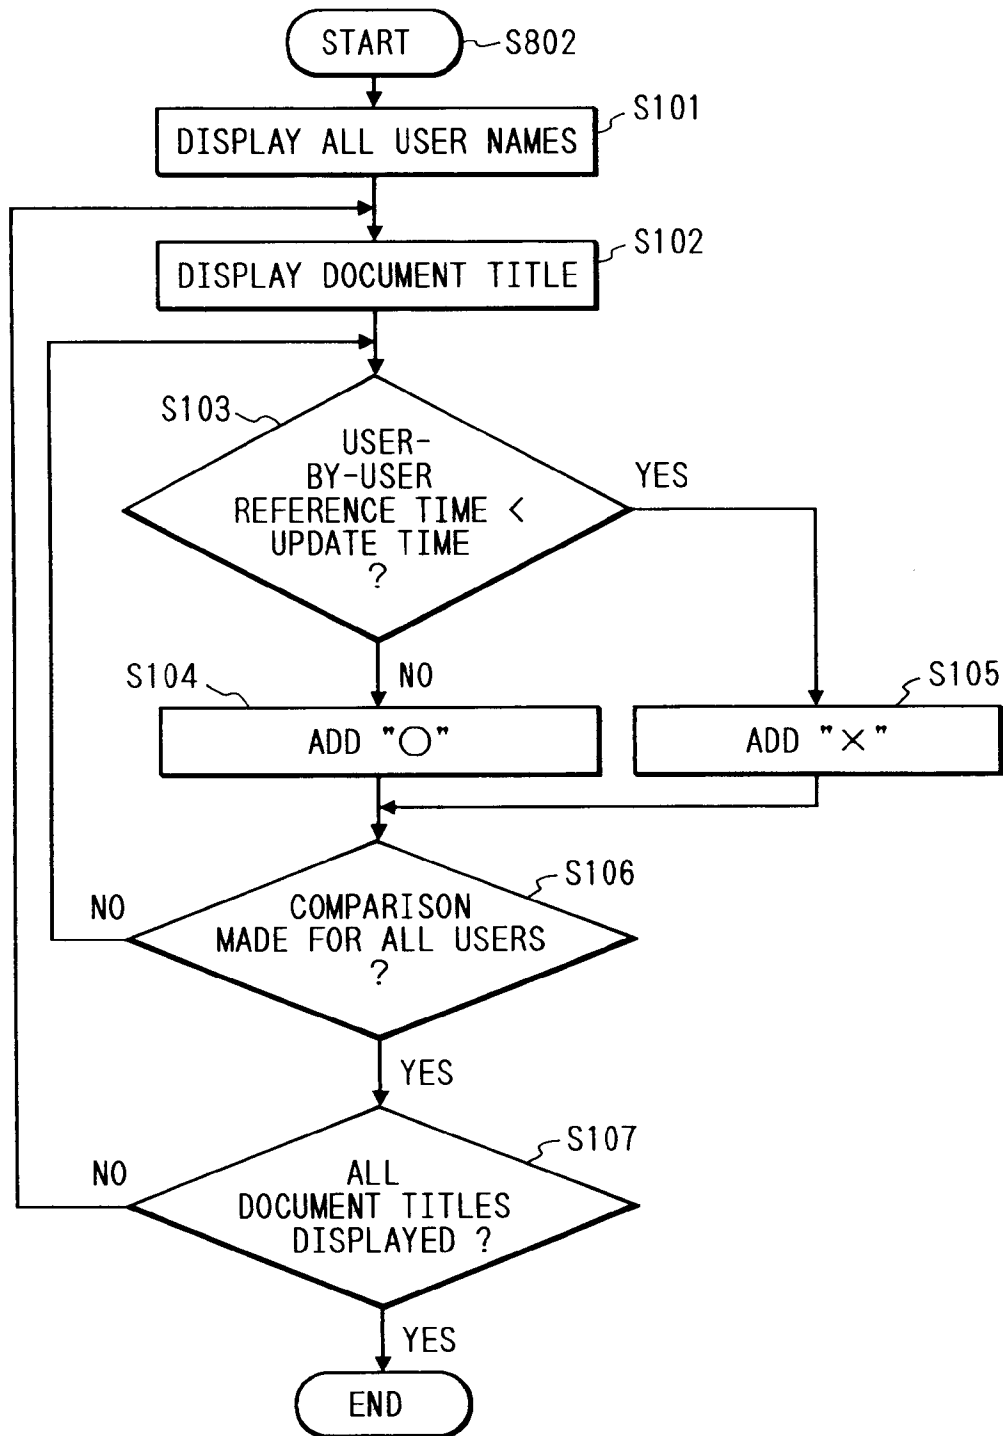 START
S802
S101
DISPLAY ALL USER NAMES
S102
DISPLAY DOCUMENT TITLE
S103
USER-
BY-USER
REFERENCE TIME <
UPDATE TIME
?
YES
NO
S104
ADD "○"
S105
ADD "×"
S106
COMPARISON
MADE FOR ALL USERS
?
NO
YES
S107
ALL
DOCUMENT TITLES
DISPLAYED ?
NO
YES
END